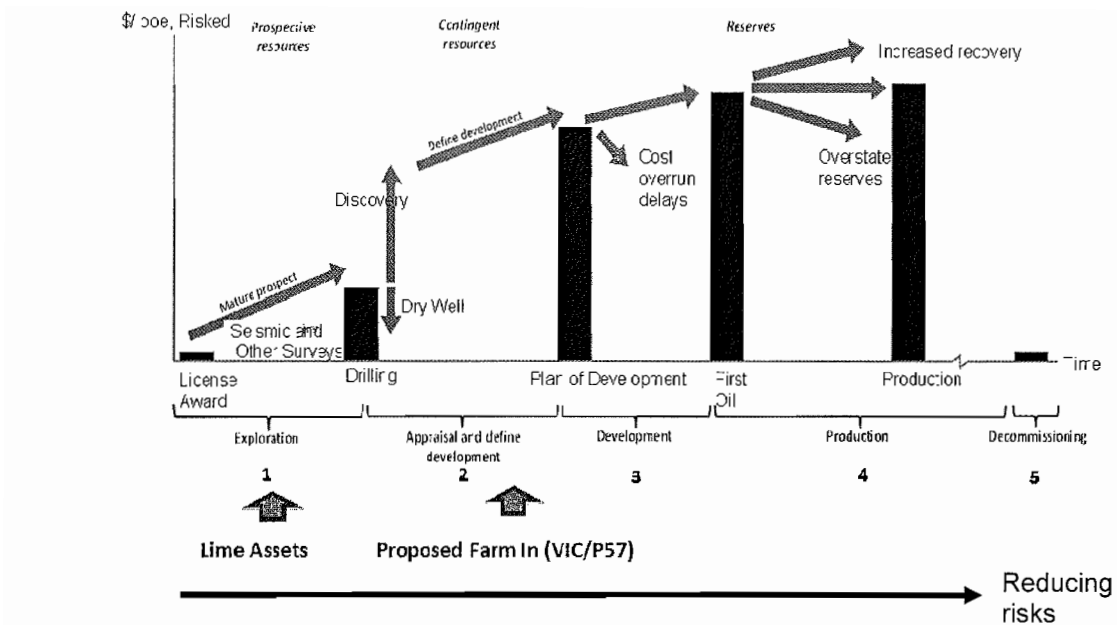 $/ boe, Risked
Prospective
resources
Contingent
resources
Reserves
Increased recovery
Define development
Cost
overrun
delays
Overstate
reserves
Discovery
Mature prospect
Dry Well
Seismic and
Other Surveys
Time
License
Award
Drilling
Plan of Development
First
Oil
Production
Exploration
Appraisal and define
development
Development
Production
Decommissioning
1
2
3
4
5
Lime Assets
Proposed Farm In (VIC/P57)
Reducing
risks